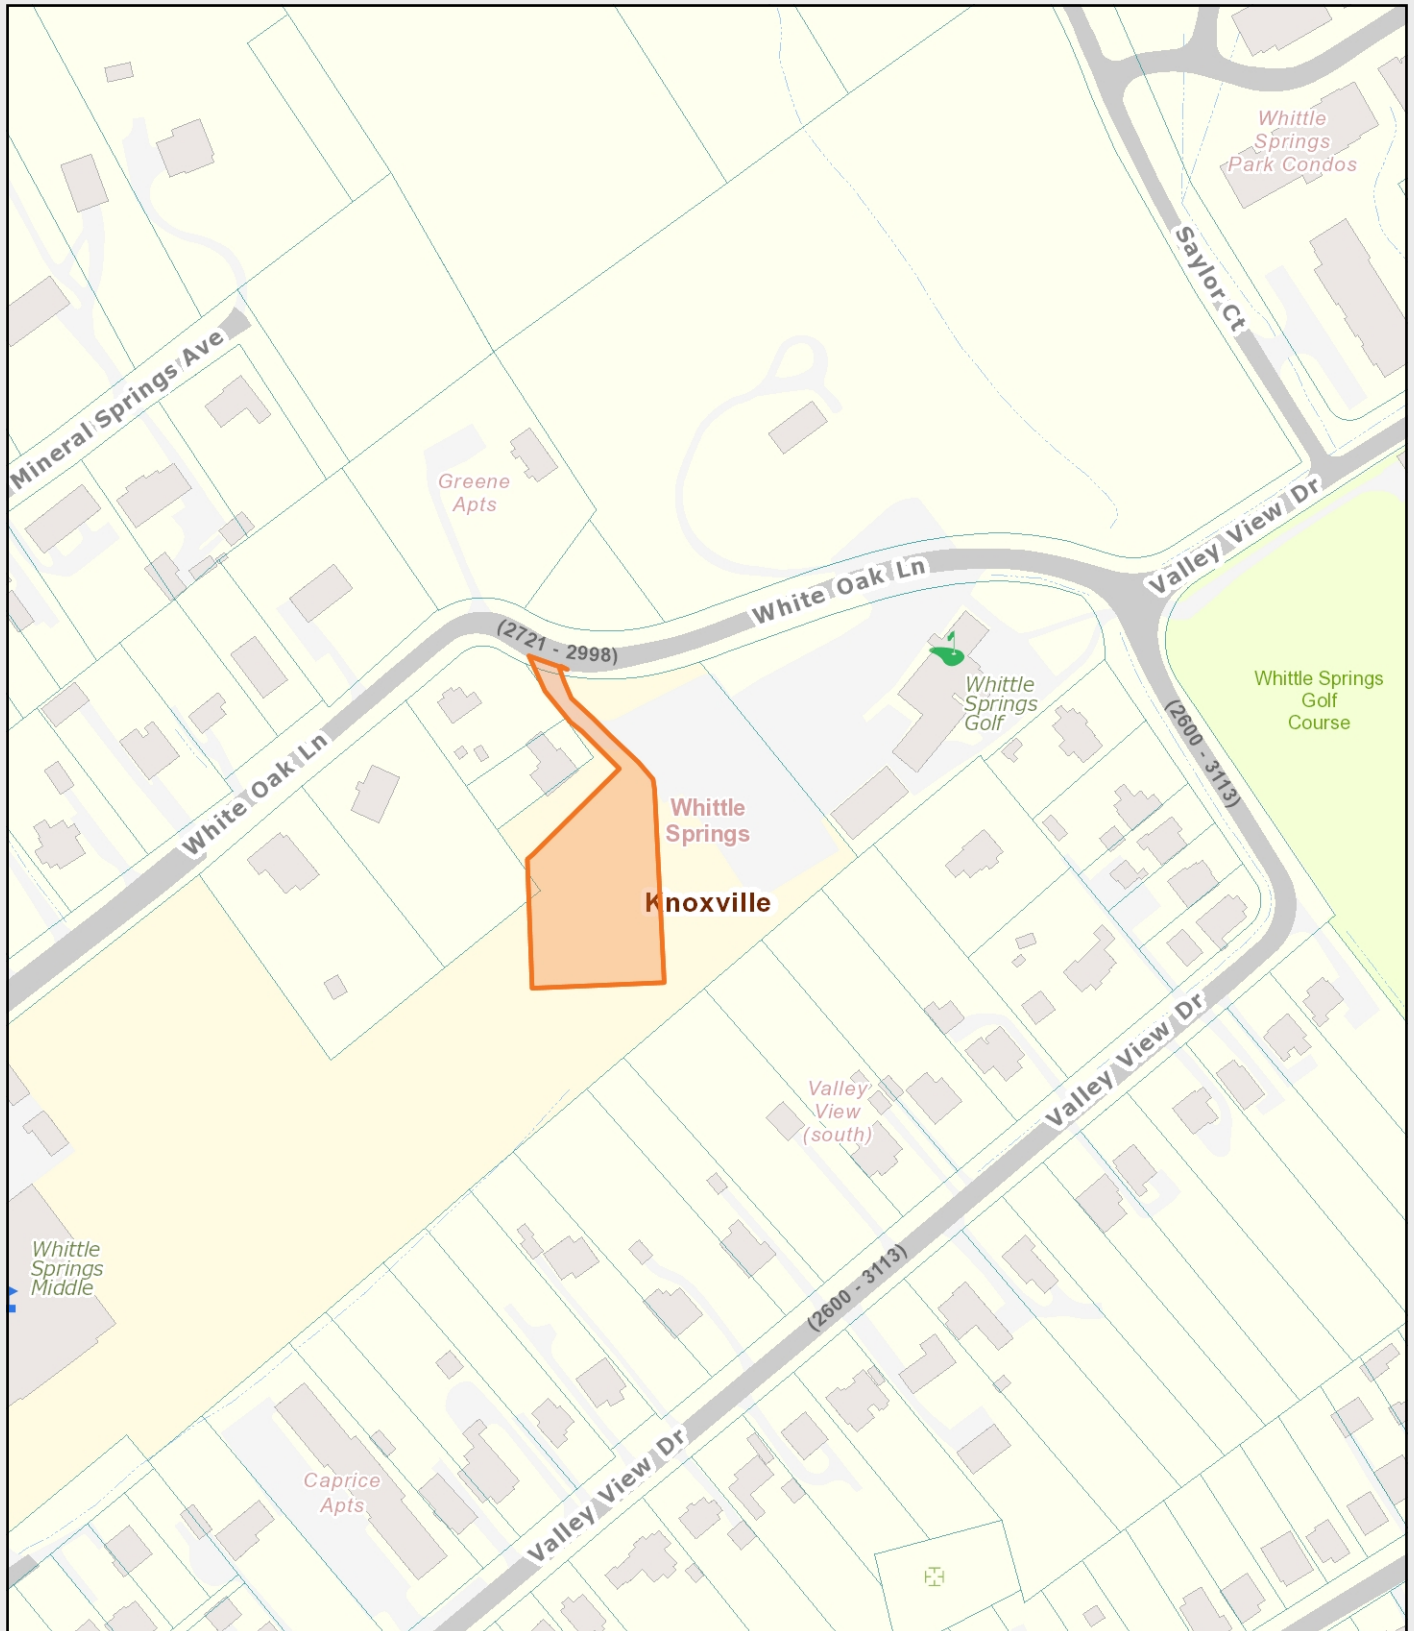 Whittle
Springs
Park Condos
Saylor Ct
Mineral Springs Ave
Greene
Apts
Valley View Dr
White Oak Ln
(2721 - 2998)
Whittle
Springs
Golf
Whittle Springs
Golf
Course
(2600 - 3113)
White Oak Ln
Whittle
Springs
Knoxville
Valley View Dr
Valley
View
(south)
Whittle
Springs
Middle
(2600 - 3113)
Caprice
Apts
Valley View Dr